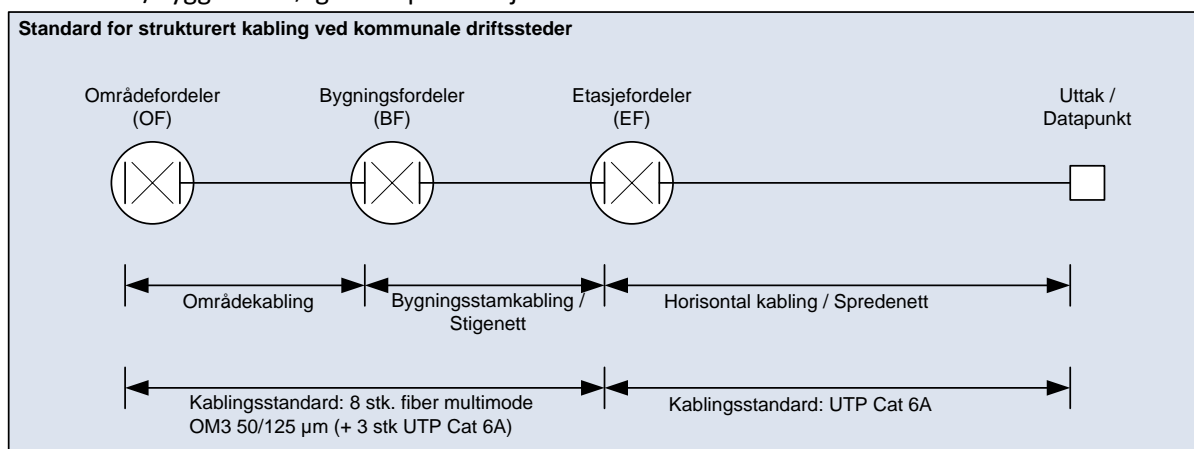 Standard for strukturert kabling ved kommunale driftssteder
Områdefordeler
(OF)
Bygningsfordeler
(BF)
Etasjefordeler
(EF)
Uttak /
Datapunkt
Områdekabling
Bygningsstamkabling /
Stigenett
Horisontal kabling / Spredenett
Kablingsstandard: 8 stk. fiber multimode
OM3 50/125 µm (+ 3 stk UTP Cat 6A)
Kablingsstandard: UTP Cat 6A